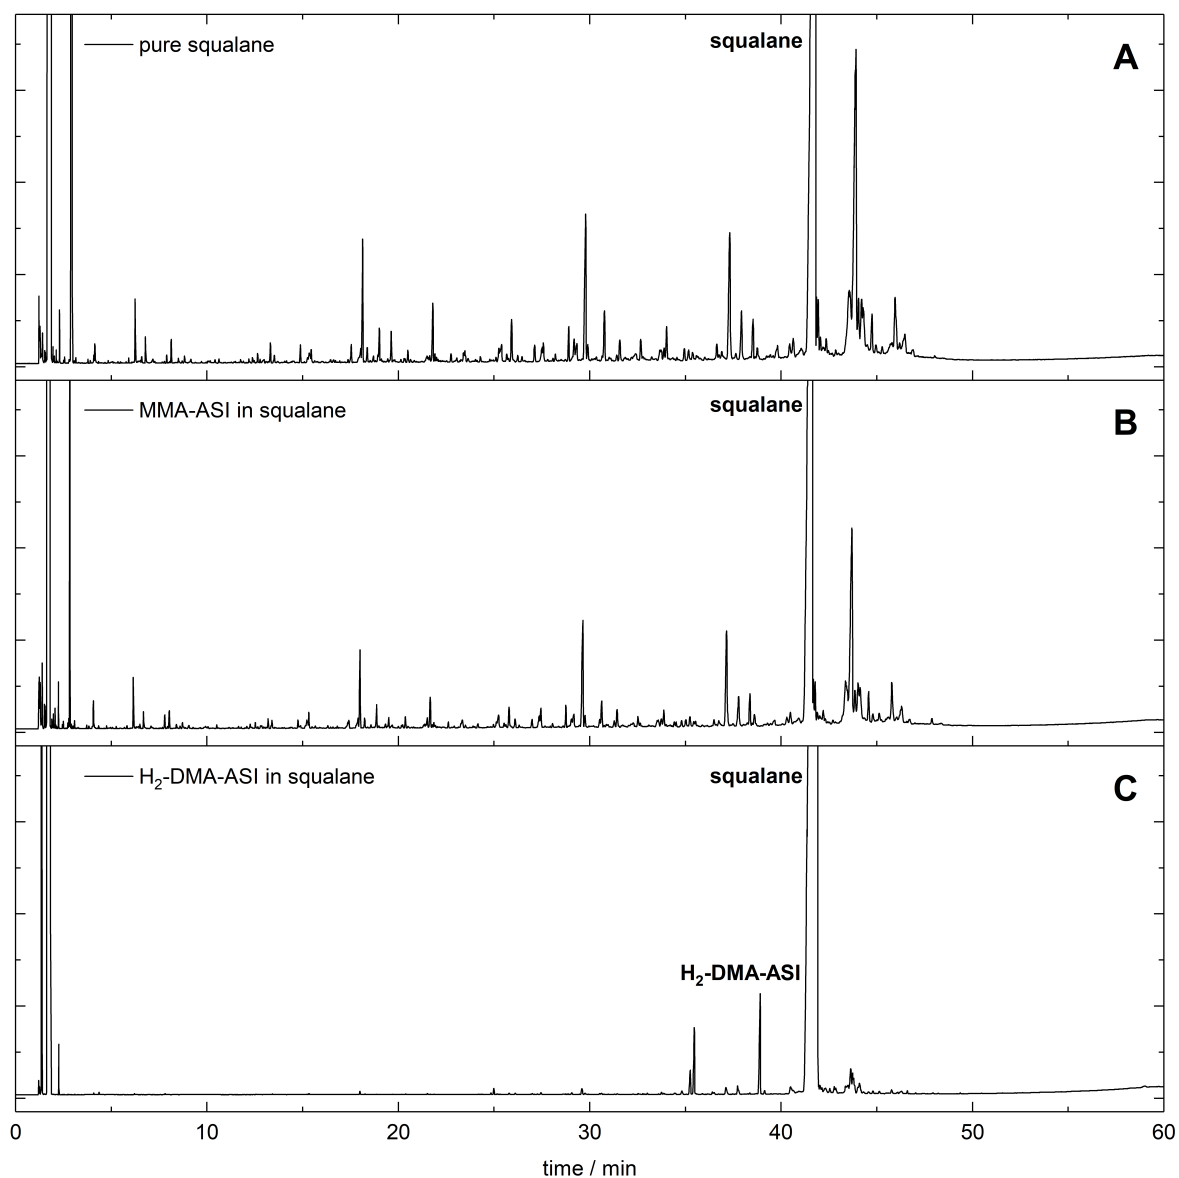 pure squalane
squalane
A
MMA-ASI in squalane
squalane
B
H₂-DMA-ASI in squalane
squalane
C
H₂-DMA-ASI
0 10 20 30 40 50 60
time / min